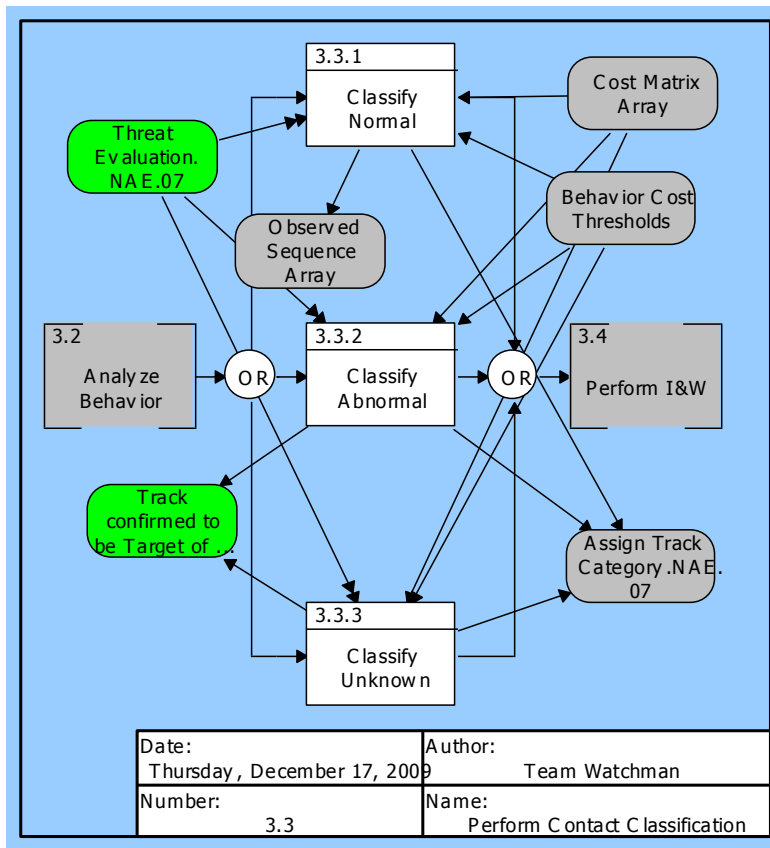 3.3.1
Classify
Normal
Cost Matrix
Array
Threat
Evaluation.
NAE.07
Behavior Cost
Thresholds
Observed
Sequence
Array
3.2
Analyze
Behavior
OR
3.3.2
Classify
Abnormal
OR
3.4
Perform I&W
Track
confirmed to
be Target of ...
Assign Track
Category.NAE.
07
3.3.3
Classify
Unknown
Date:
Thursday, December 17, 2009
Author:
Team Watchman
Number:
3.3
Name:
Perform Contact Classification